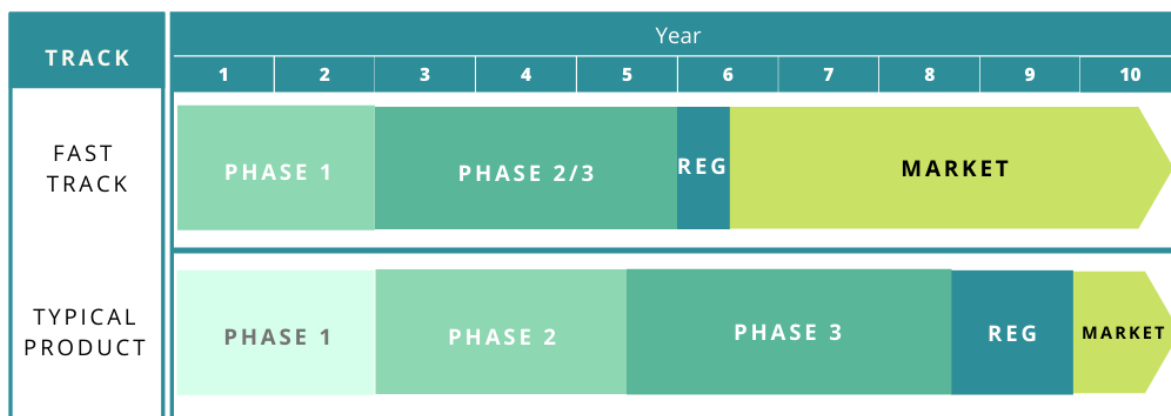 TRACK
Year
1 2 3 4 5 6 7 8 9 10
FAST
TRACK
PHASE 1
PHASE 2/3
REG
MARKET
TYPICAL
PRODUCT
PHASE 1
PHASE 2
PHASE 3
REG
MARKET